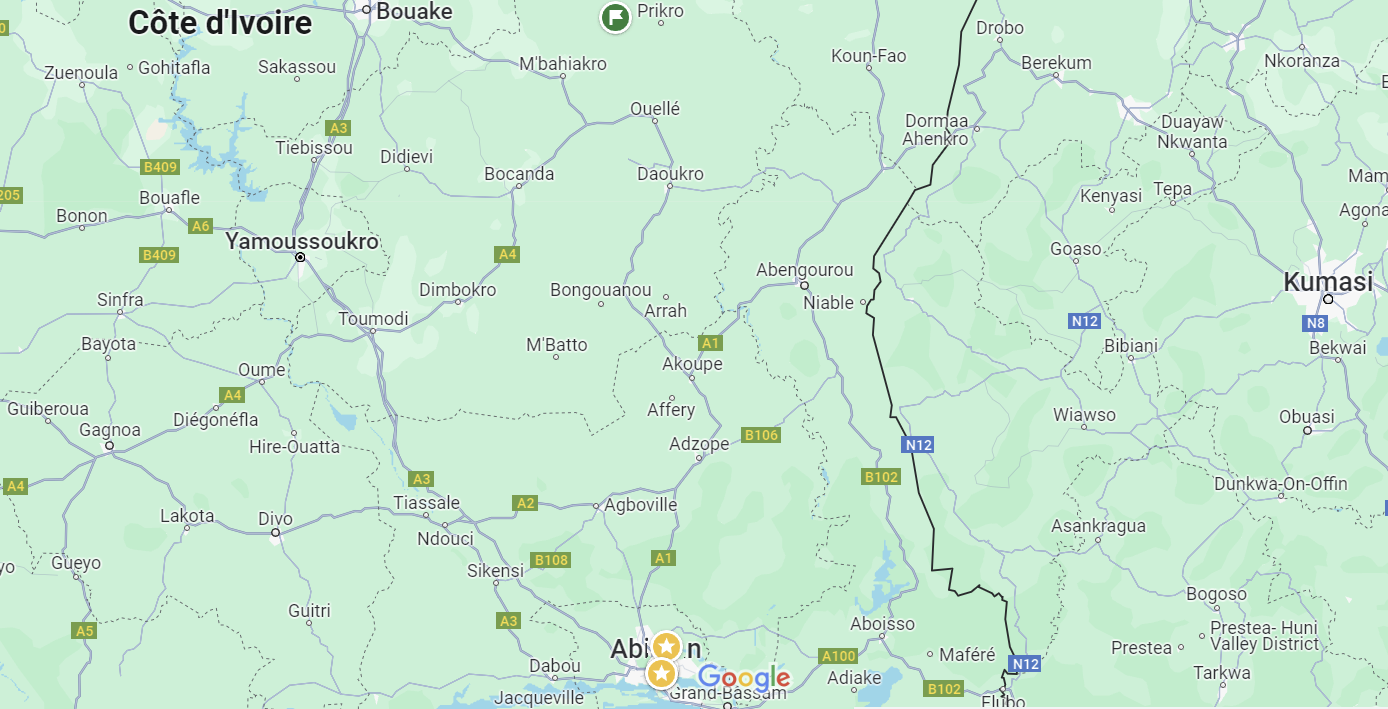 Côte d'Ivoire
Bouake
Prikro
Drobo
Zuenoula
Gohitafla
Sakassou
M'bahiakro
Koun-Fao
Berekum
Nkoranza
Ouellé
A3
Tiebissou
Dormaa
Ahenkro
Duayaw
Nkwanta
B409
Didievi
Bocanda
Daoukro
Mam
205
Bouafle
Kenyasi
Tepa
Bonon
A6
Agona
Yamoussoukro
B409
A4
Goaso
Abengourou
Kumasi
Sinfra
Dimbokro
Bongouanou
Arrah
Niable
Toumodi
N12
N8
Bayota
M'Batto
A1
Bibiani
Bekwai
Oume
Akoupe
A4
Guiberoua
Diégonéfla
Affery
Wiawso
Obuasi
Gagnoa
Hire-Ouatta
Adzope
B106
N12
A4
A3
B102
Dunkwa-On-Offin
Lakota
Divo
Tiassale
A2
Agboville
Ndouci
Asankragua
yo
Gueyo
Sikensi
B108
A1
Guitri
A3
Bogoso
A5
Aboisso
Prestea- Huni
Valley District
Abi n
A100
Maféré
Prestea
Dabou
N12
Tarkwa
Jacqueville
Google
Grand-Bassam
Adiake
B102
Elubo